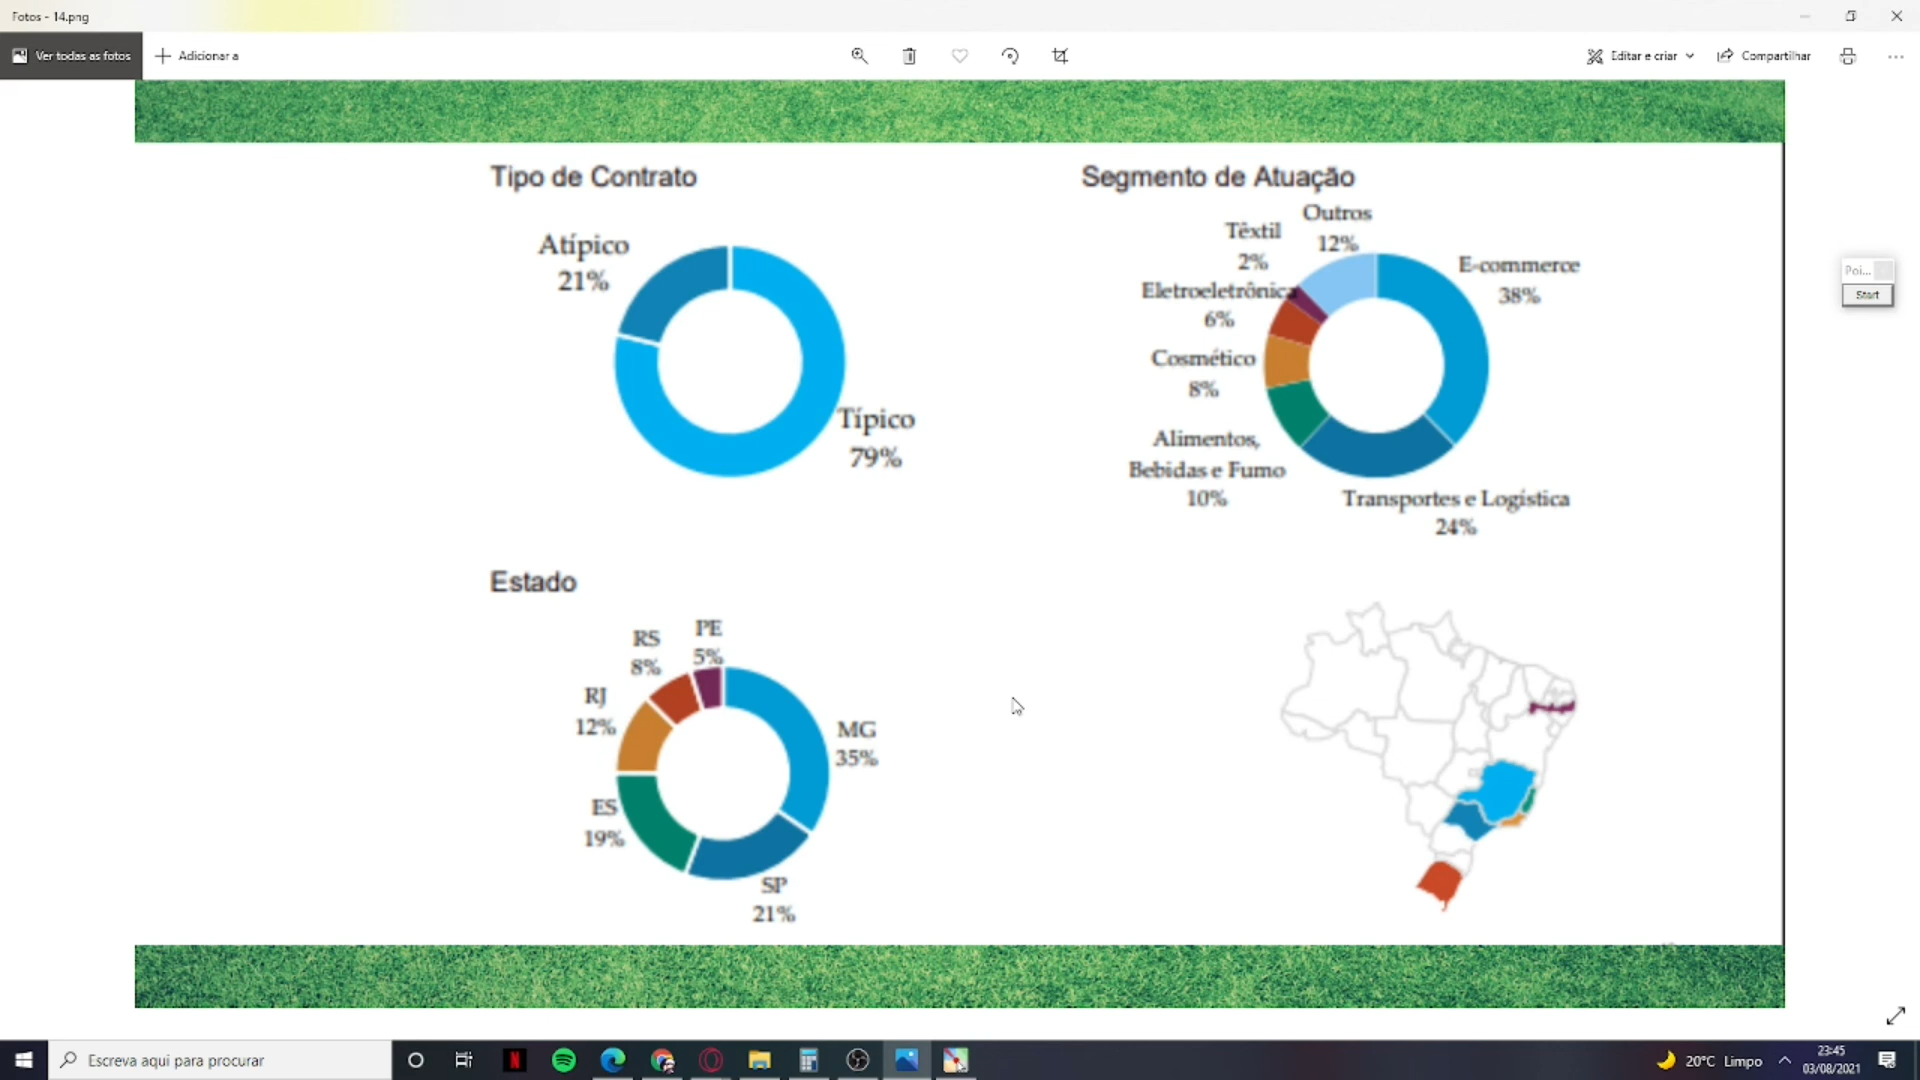 Fotos - 14.png
Ver todas as fotos
Adicionar a
Editar e criar
Compartilhar
Tipo de Contrato
Atípico
21%
Típico
79%
Segmento de Atuação
Outros
12%
Têxtil
2%
E-commerce
38%
Eletroeletrônica
6%
Cosmético
8%
Alimentos,
Bebidas e Fumo
10%
Transportes e Logística
24%
Poi...
Start
Estado
PE
5%
RS
8%
RJ
12%
MG
35%
ES
19%
SP
21%
Escreva aqui para procurar
20°C Limpo
23:45
03/08/2021